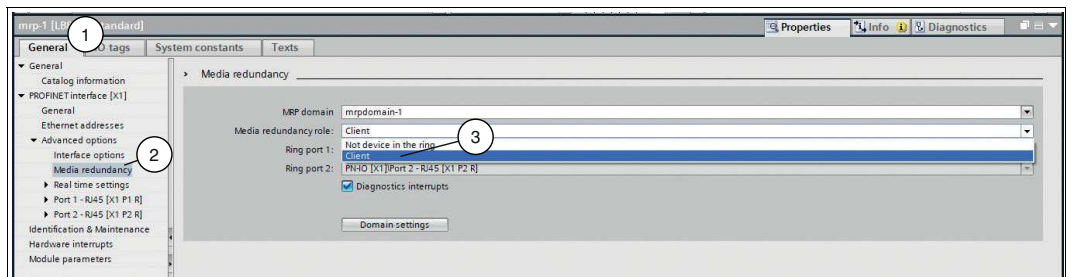 mrp-1 [LB standard]
Properties Info Diagnostics
1
General IO tags System constants Texts
General
Catalog information
PROFINET interface [X1]
General
Ethernet addresses
Advanced options
Interface options
Media redundancy
2
Real time settings
Port 1 - RJ45 [X1 P1 R]
Port 2 - RJ45 [X1 P2 R]
Identification & Maintenance
Hardware interrupts
Module parameters
Media redundancy
MRP domain mrpdomain-1
Media redundancy role: Client
3
Ring port 1: Not device in the ring
Client
Ring port 2: PN-IO [X1]\Port 2 - RJ45 [X1 P2 R]
Diagnostics interrupts
Domain settings